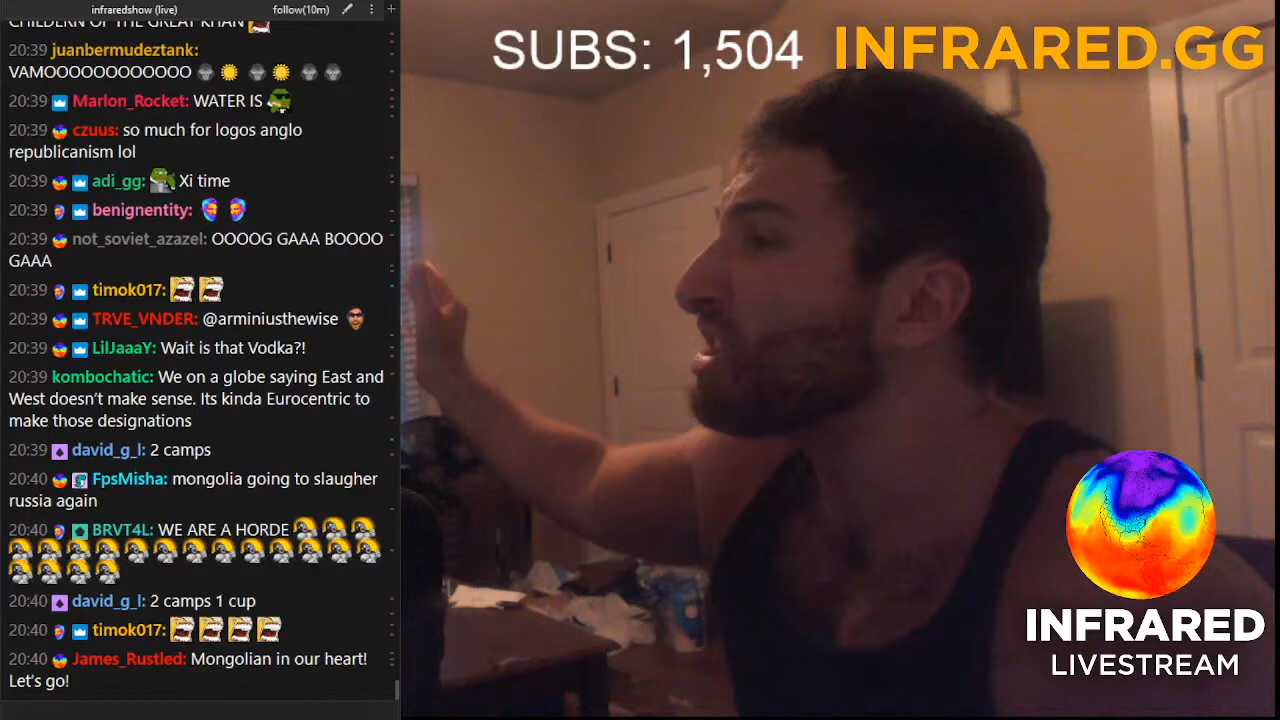 infraredshow (live) follow(10m)
CHILDERN OF THE GREAT KHAN
20:39 juanbermudeztank:
VAMOOOOOOOOOOOO
20:39 Marlon_Rocket: WATER IS
20:39 czuus: so much for logos anglo
republicanism lol
20:39 adi_gg: Xi time
20:39 benignentity:
20:39 not_soviet_azazel: OOOOG GAAA BOOOO
GAAA
20:39 timok017:
20:39 TRVE_VNDER: @arminiusthewise
20:39 LilJaaaY: Wait is that Vodka?!
20:39 kombochatic: We on a globe saying East and
West doesn't make sense. Its kinda Eurocentric to
make those designations
20:39 david_g_l: 2 camps
20:40 FpsMisha: mongolia going to slaugher
russia again
20:40 BRVT4L: WE ARE A HORDE
20:40 david_g_l: 2 camps 1 cup
20:40 timok017:
20:40 James_Rustled: Mongolian in our heart!
Let's go!
SUBS: 1,504 INFRARED.GG
INFRARED
LIVESTREAM